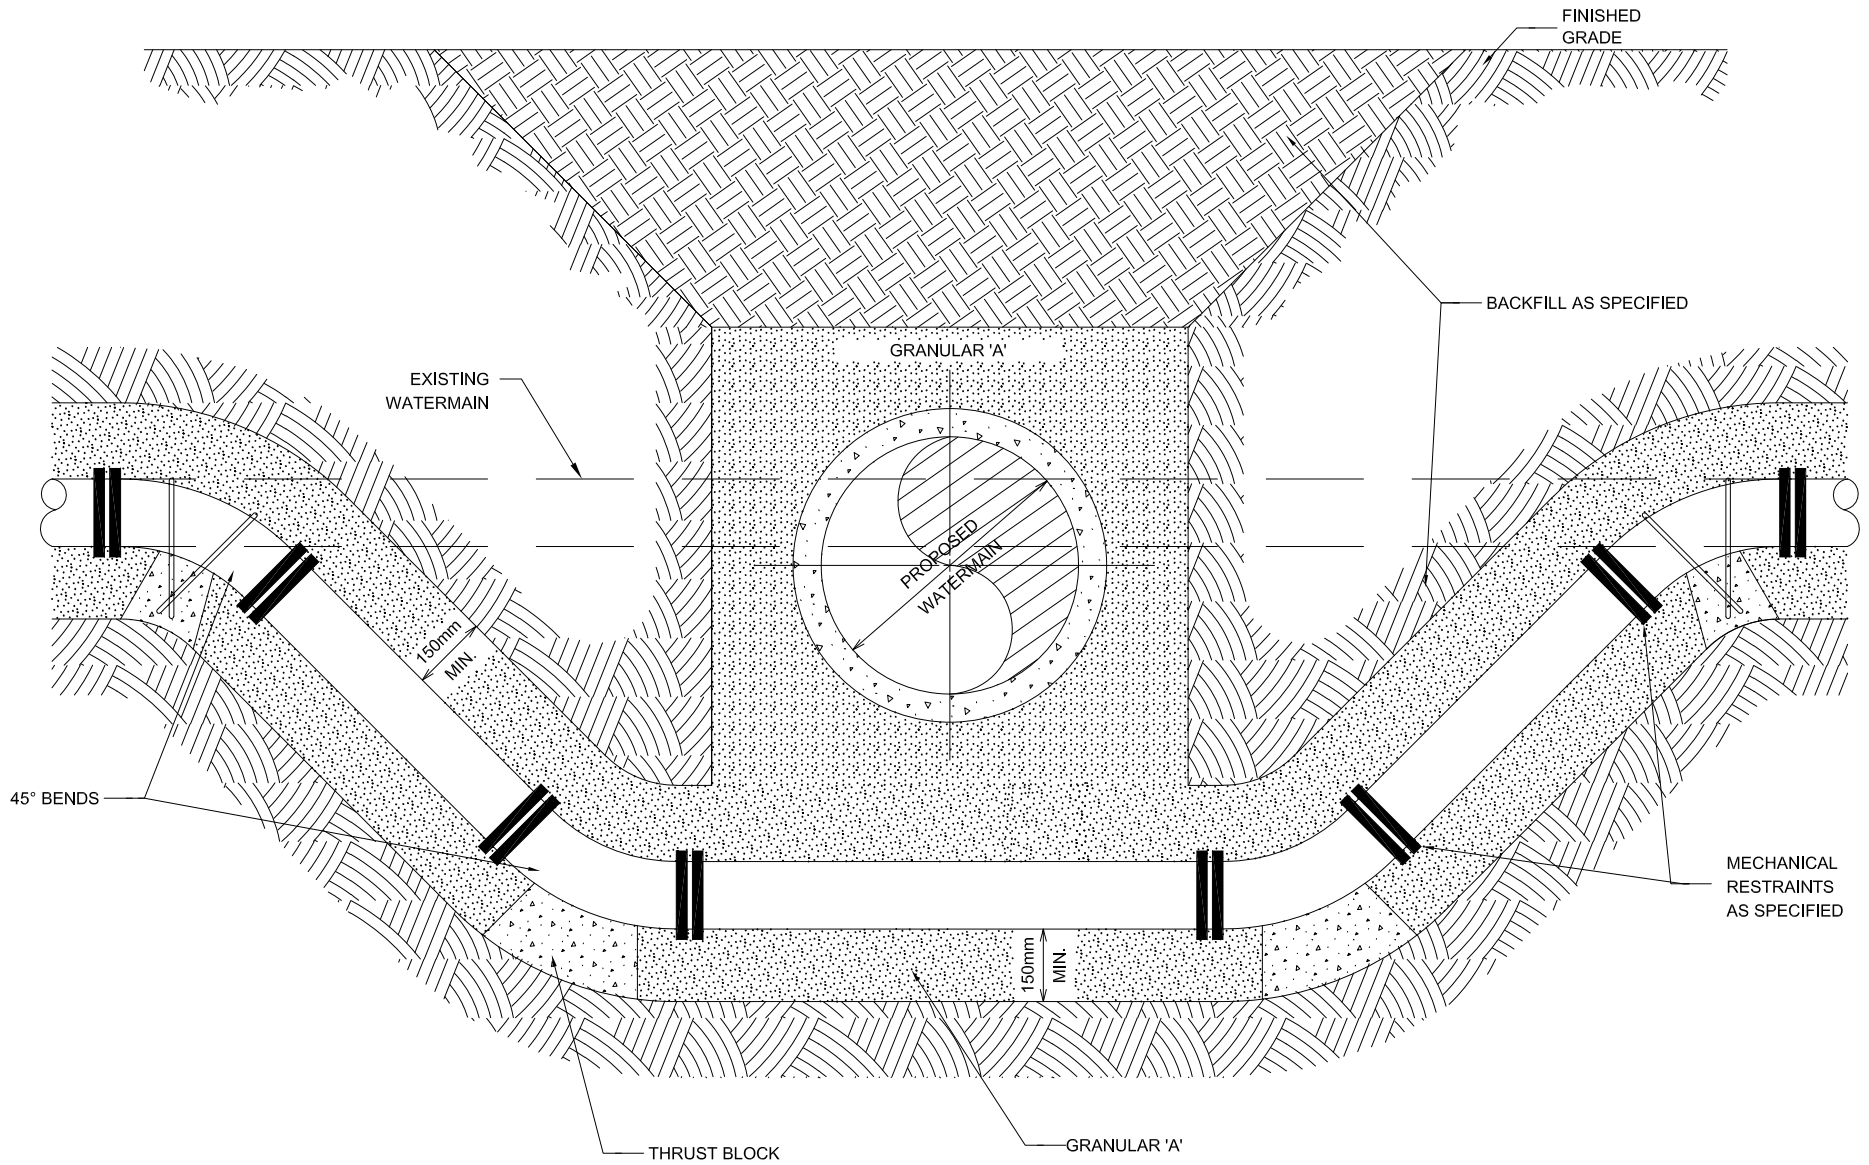 FINISHED
GRADE
BACKFILL AS SPECIFIED
GRANULAR 'A'
EXISTING
WATERMAIN
PROPOSED
WATERMAIN
150mm
MIN.
45° BENDS
MECHANICAL
RESTRAINTS
AS SPECIFIED
150mm
MIN.
THRUST BLOCK
GRANULAR 'A'